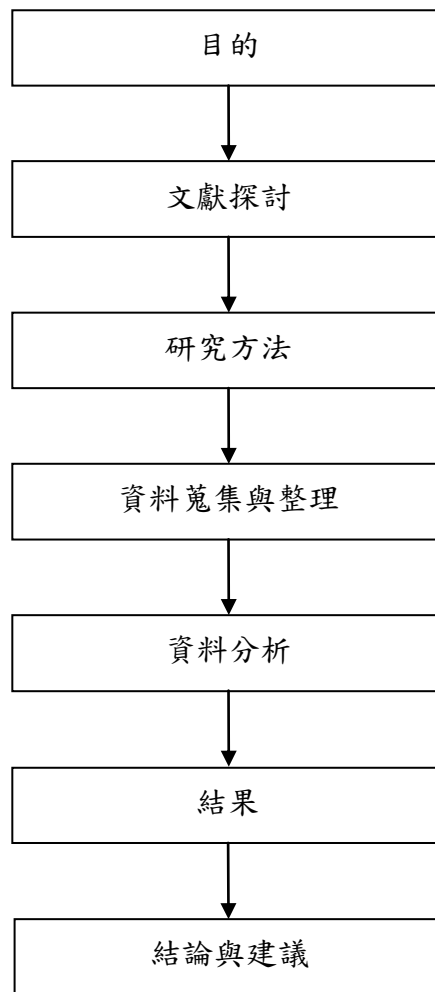 目的
文獻探討
研究方法
資料蒐集與整理
資料分析
結果
結論與建議